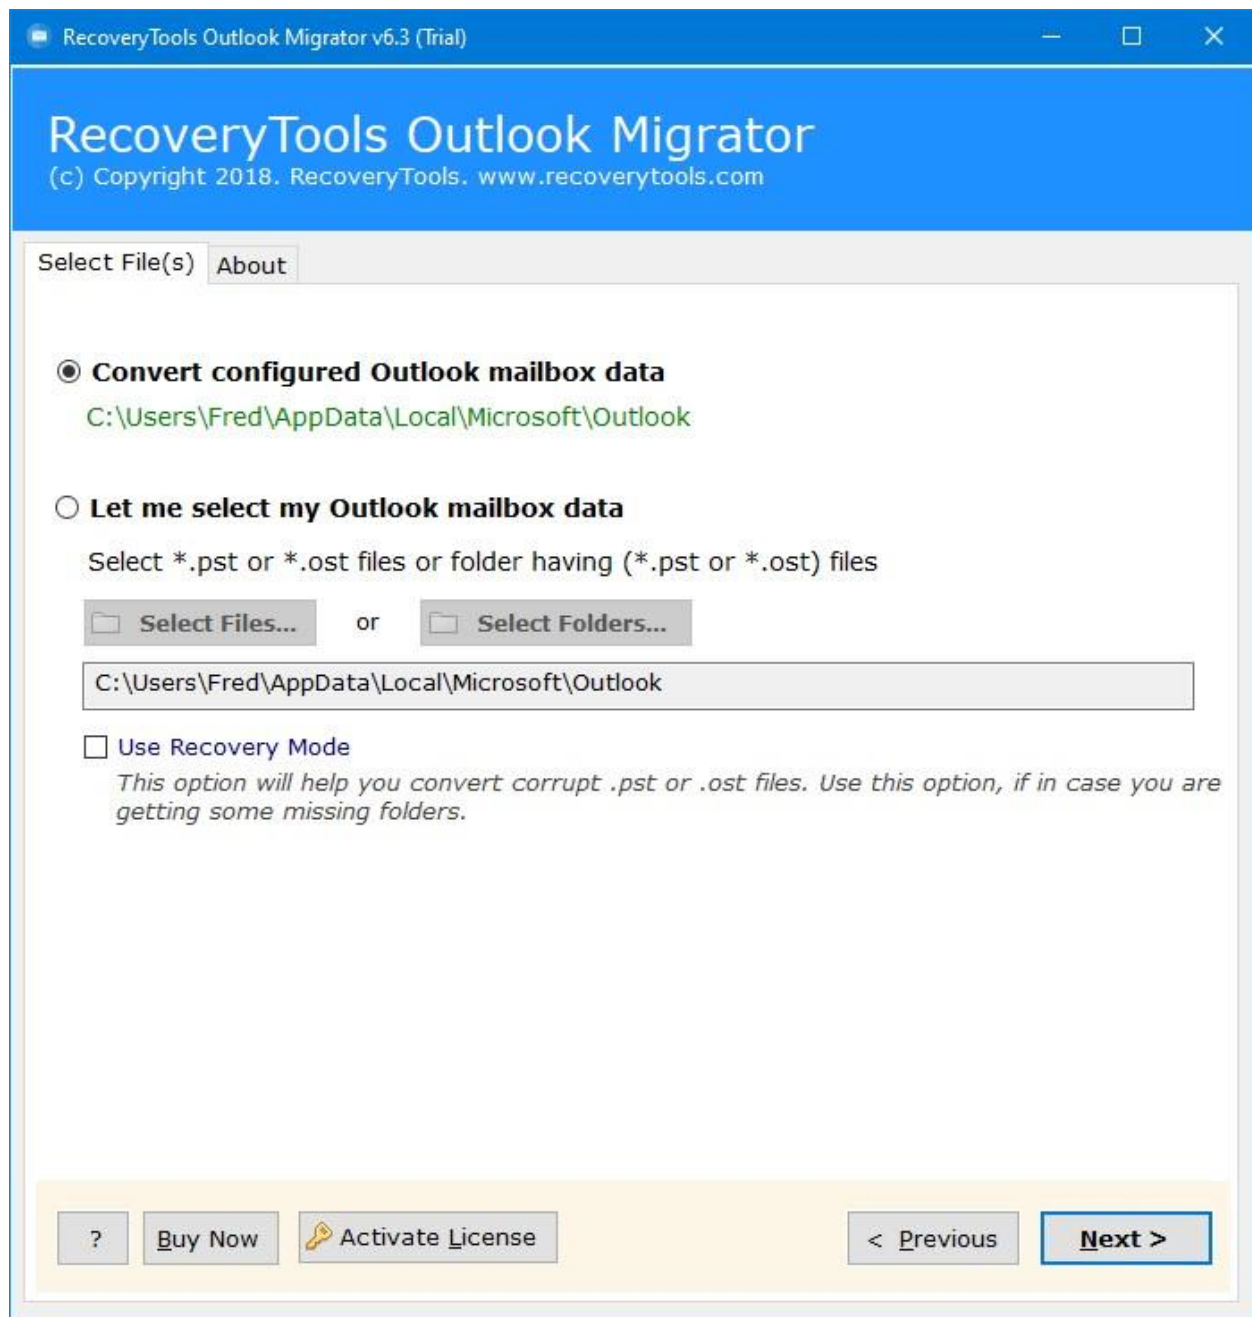 RecoveryTools Outlook Migrator v6.3 (Trial)
RecoveryTools Outlook Migrator
(c) Copyright 2018. RecoveryTools. www.recoverytools.com
Select File(s) About
Convert configured Outlook mailbox data
C:\Users\Fred\AppData\Local\Microsoft\Outlook
Let me select my Outlook mailbox data
Select *.pst or *.ost files or folder having (*.pst or *.ost) files
Select Files... or Select Folders...
C:\Users\Fred\AppData\Local\Microsoft\Outlook
Use Recovery Mode
This option will help you convert corrupt .pst or .ost files. Use this option, if in case you are
getting some missing folders.
? Buy Now Activate License < Previous Next >